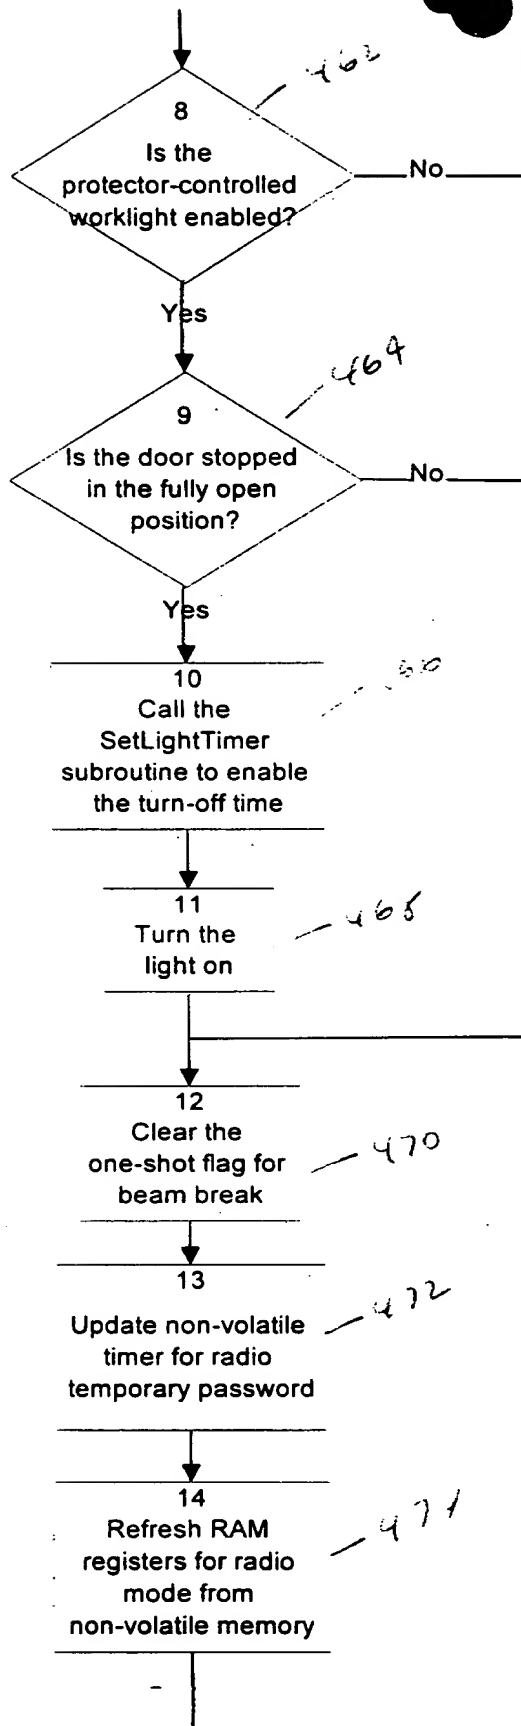 462
8
Is the
protector-controlled
worklight enabled?
No
Yes
464
9
Is the door stopped
in the fully open
position?
No
Yes
10
Call the
SetLightTimer
subroutine to enable
the turn-off time
11
Turn the
light on
465
12
Clear the
one-shot flag for
beam break
470
13
Update non-volatile
timer for radio
temporary password
472
14
Refresh RAM
registers for radio
mode from
non-volatile memory